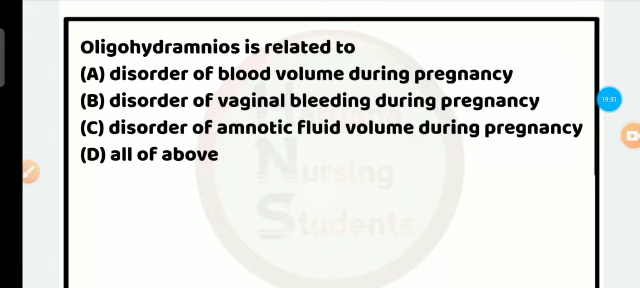 Oligohydramnios is related to
(A) disorder of blood volume during pregnancy
(B) disorder of vaginal bleeding during pregnancy
(C) disorder of amnotic fluid volume during pregnancy
(D) all of above
19:51
Nursing
Students